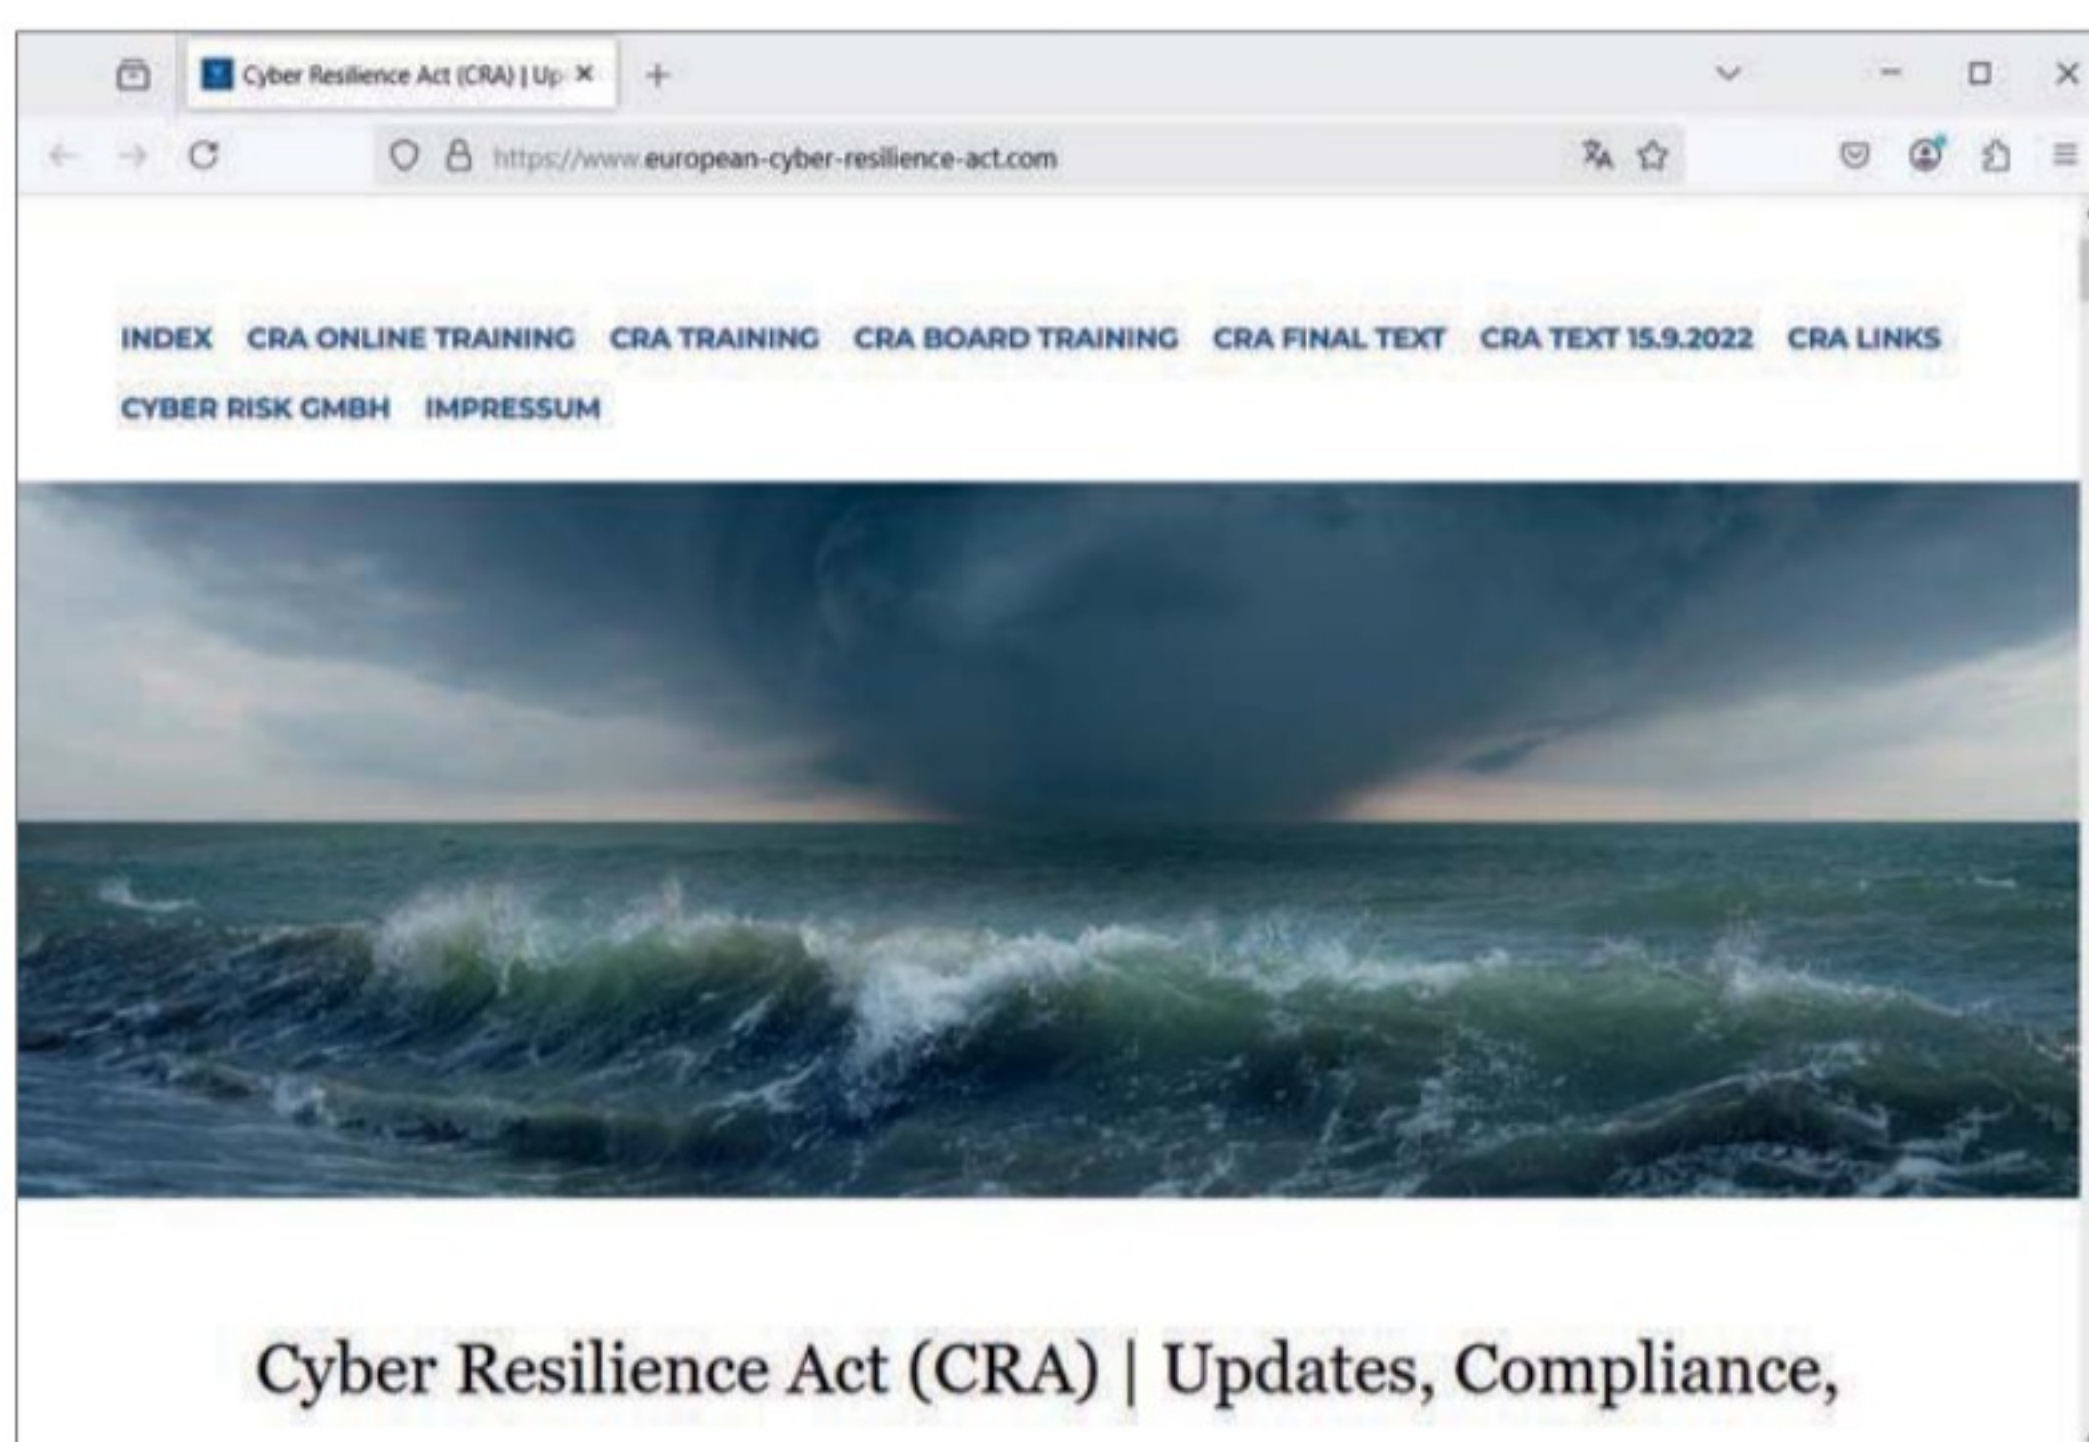 Cyber Resilience Act (CRA) | Up
https://www.european-cyber-resilience-act.com
INDEX CRA ONLINE TRAINING CRA TRAINING CRA BOARD TRAINING CRA FINAL TEXT CRA TEXT 15.9.2022 CRA LINKS
CYBER RISK GMBH IMPRESSUM
Cyber Resilience Act (CRA) | Updates, Compliance,